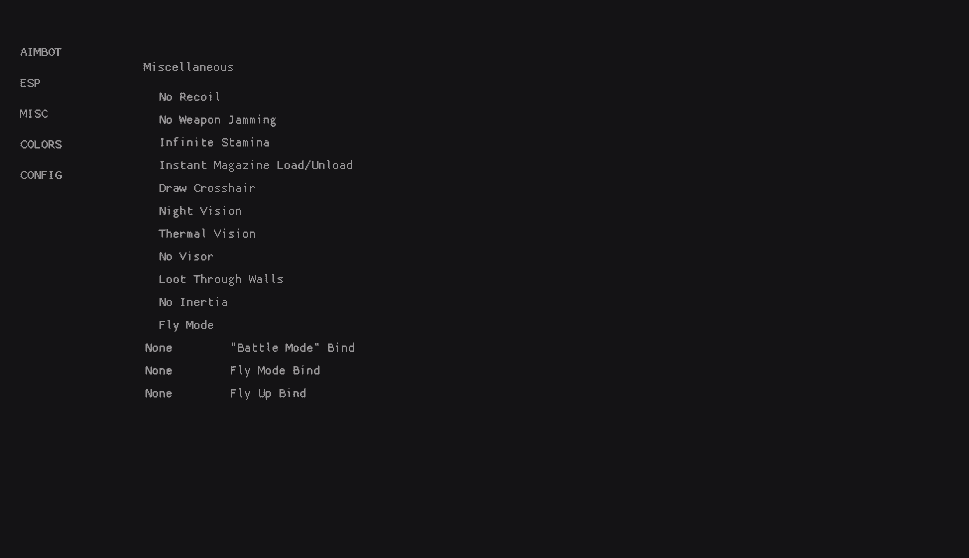 AIMBOT
ESP
MISC
COLORS
CONFIG
Miscellaneous
No Recoil
No Weapon Jamming
Infinite Stamina
Instant Magazine Load/Unload
Draw Crosshair
Night Vision
Thermal Vision
No Visor
Loot Through Walls
No Inertia
Fly Mode
None "Battle Mode" Bind
None Fly Mode Bind
None Fly Up Bind